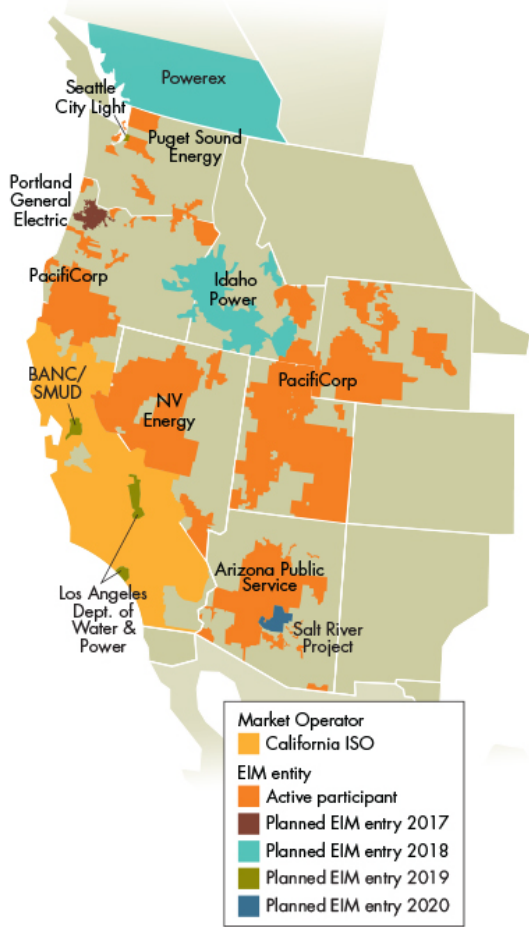 Powerex
Seattle
City Light
Puget Sound
Energy
Portland
General
Electric
PacifiCorp
Idaho
Power
BANC/
SMUD
NV
Energy
PacifiCorp
Arizona Public
Service
Los Angeles
Dept. of
Water &
Power
Salt River
Project
Market Operator
California ISO
EIM entity
Active participant
Planned EIM entry 2017
Planned EIM entry 2018
Planned EIM entry 2019
Planned EIM entry 2020